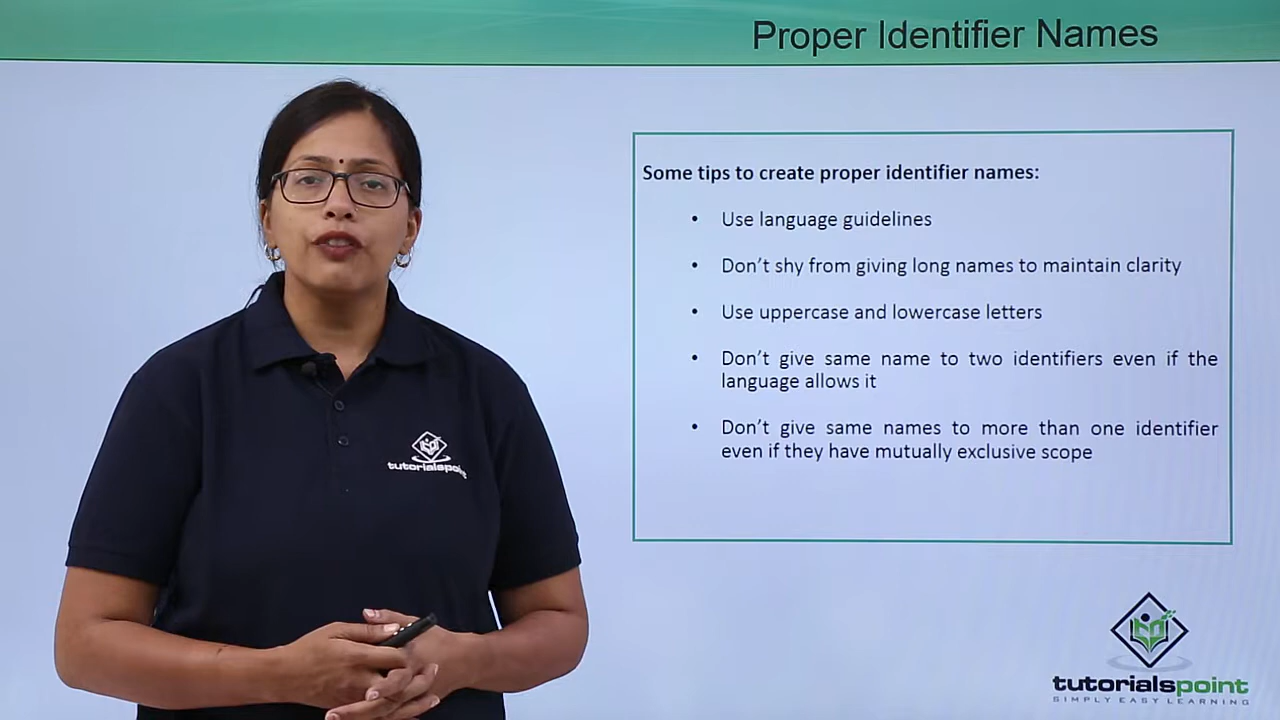 Proper Identifier Names
Some tips to create proper identifier names:
• Use language guidelines
• Don’t shy from giving long names to maintain clarity
• Use uppercase and lowercase letters
• Don’t give same name to two identifiers even if the
language allows it
• Don’t give same names to more than one identifier
even if they have mutually exclusive scope
tutorialspoint
tutorialspoint
SIMPLY EASY LEARNING